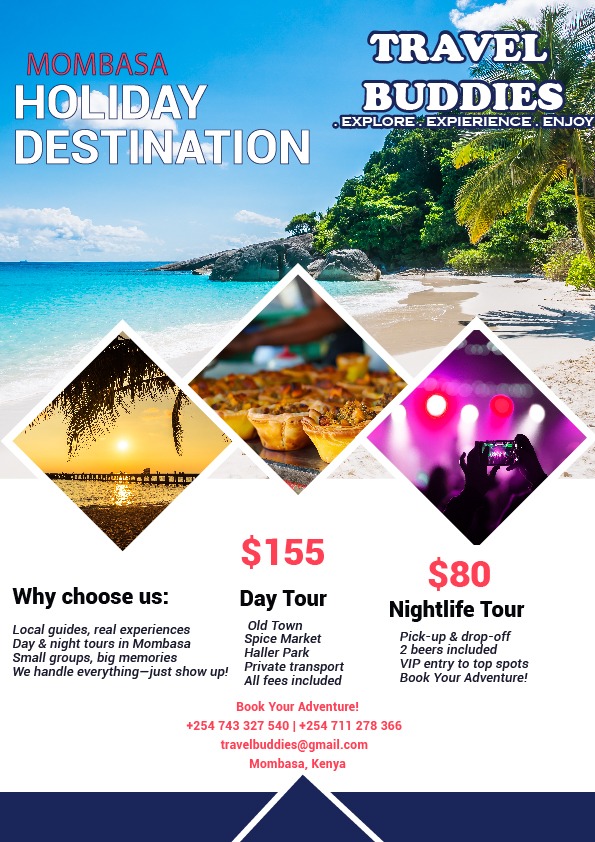 MOMBASA
HOLIDAY
DESTINATION
TRAVEL
BUDDIES
. EXPLORE . EXPIERIENCE . ENJOY
$155
Day Tour
Old Town
Spice Market
Haller Park
Private transport
All fees included
$80
Nightlife Tour
Pick-up & drop-off
2 beers included
VIP entry to top spots
Book Your Adventure!
Why choose us:
Local guides, real experiences
Day & night tours in Mombasa
Small groups, big memories
We handle everything—just show up!
Book Your Adventure!
+254 743 327 540 | +254 711 278 366
travelbuddies@gmail.com
Mombasa, Kenya